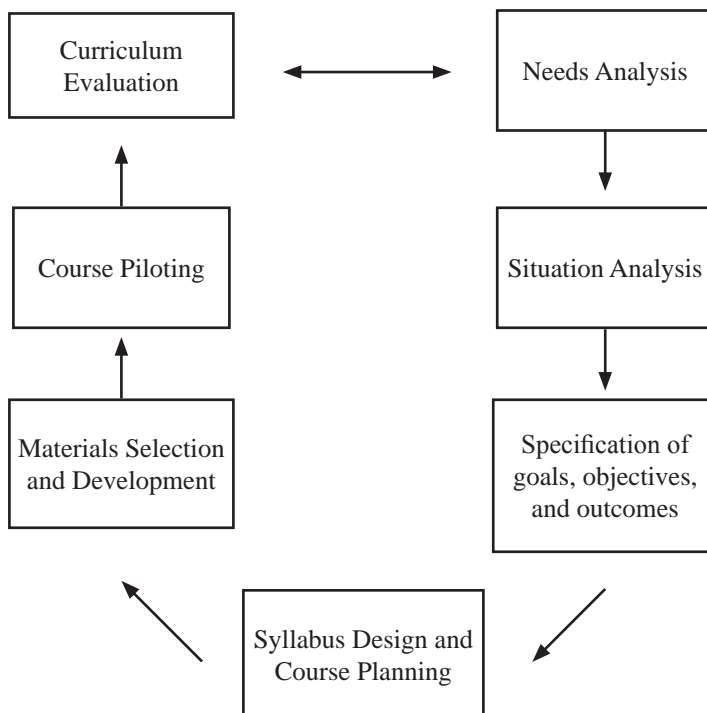 Curriculum
Evaluation
Needs Analysis
Course Piloting
Situation Analysis
Materials Selection
and Development
Specification of
goals, objectives,
and outcomes
Syllabus Design and
Course Planning